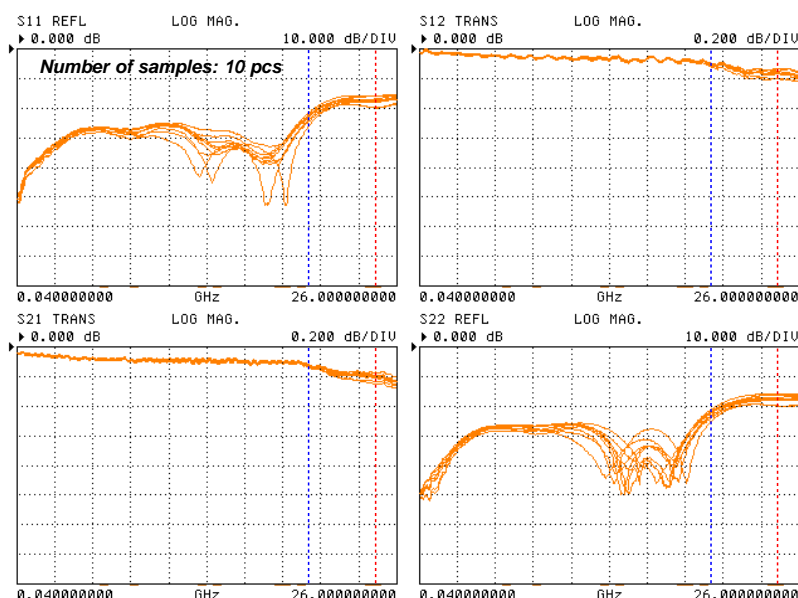 S11 REFL LOG MAG.
0.000 dB 10.000 dB/DIV
Number of samples: 10 pcs
0.040000000 GHz 26.000000000
S12 TRANS LOG MAG.
0.000 dB 0.200 dB/DIV
0.040000000 GHz 26.000000000
S21 TRANS LOG MAG.
0.000 dB 0.200 dB/DIV
0.040000000 GHz 26.000000000
S22 REFL LOG MAG.
0.000 dB 10.000 dB/DIV
0.040000000 GHz 26.000000000